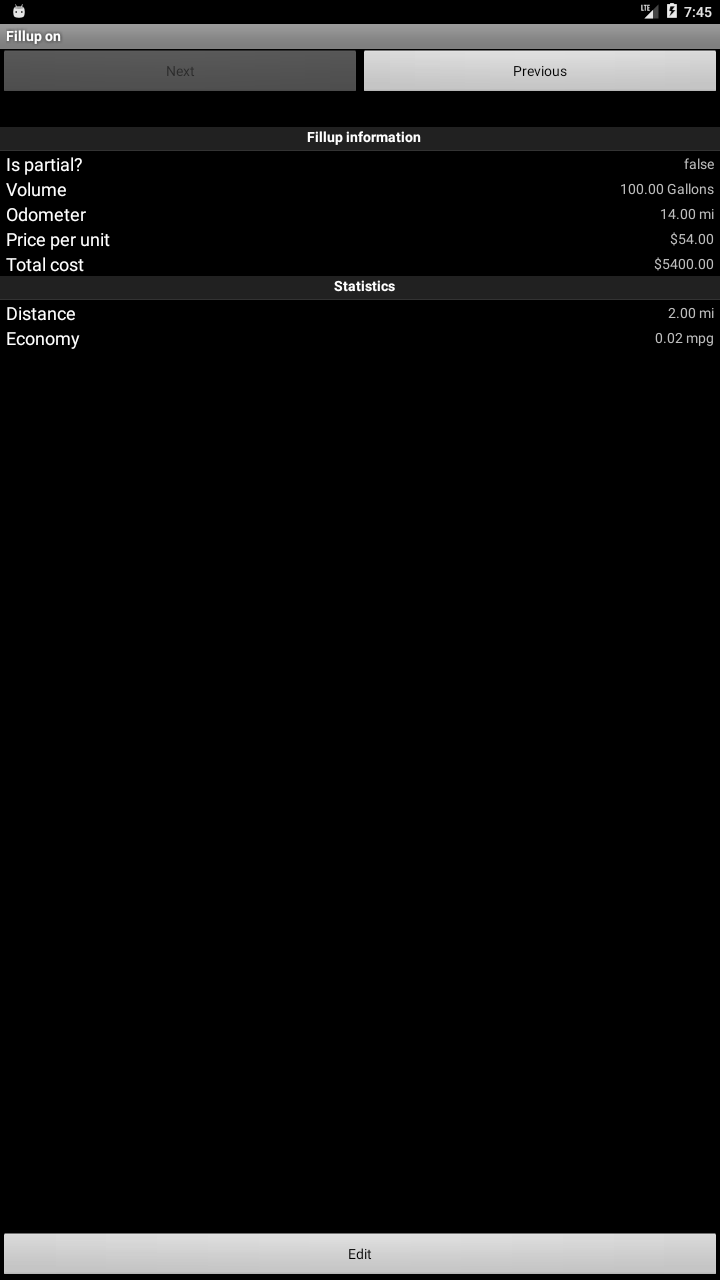 LTE 7:45
Fillup on
Next Previous
Fillup information
Is partial? false
Volume 100.00 Gallons
Odometer 14.00 mi
Price per unit $54.00
Total cost $5400.00
Statistics
Distance 2.00 mi
Economy 0.02 mpg
Edit